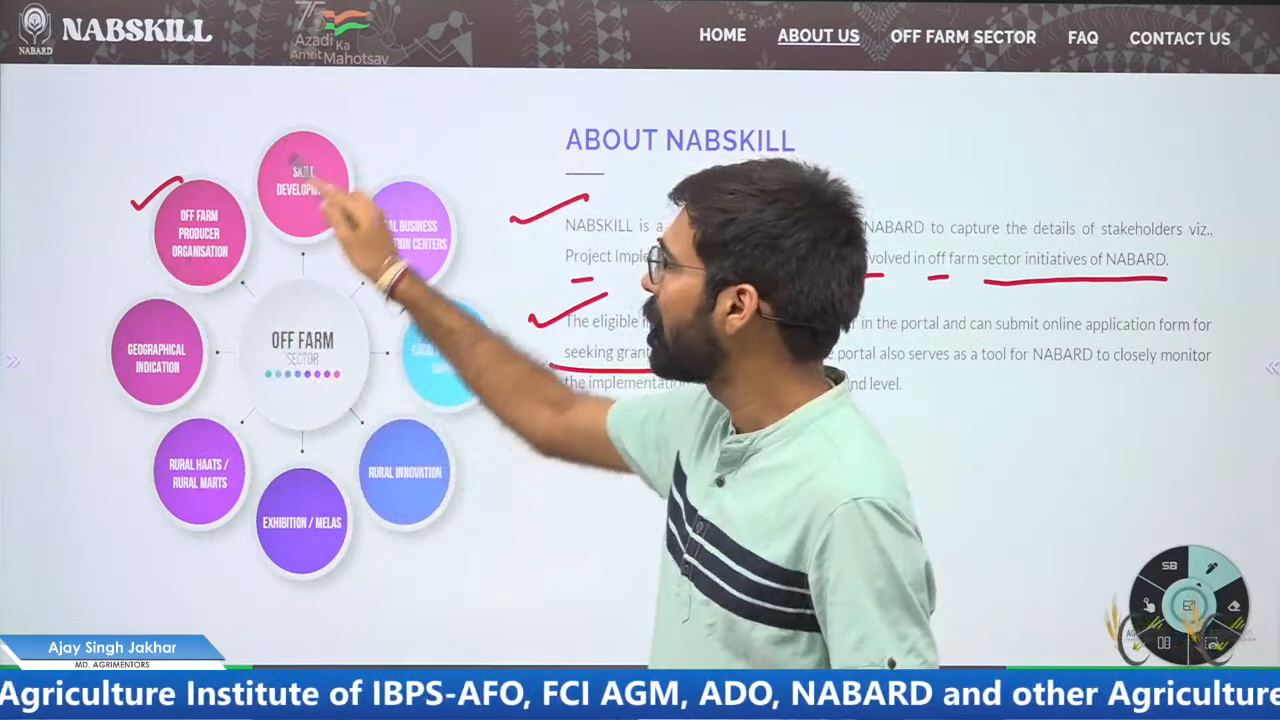 NABARD
NABSKILL
75
Azadi Ka
Amrit Mahotsav
HOME
ABOUT US
OFF FARM SECTOR
FAQ
CONTACT US
ABOUT NABSKILL
NABSKILL is a NABARD to capture the details of stakeholders viz.,
Project in off farm sector initiatives of NABARD.
The eligible in the portal and can submit online application form for
seeking portal also serves as a tool for NABARD to closely monitor
the level.
SKILL
OFF FARM
PRODUCER
ORGANISATION
BUSINESS
CENTERS
GEOGRAPHICAL
INDICATION
OFF FARM
SECTOR
RURAL HAATS /
RURAL MARTS
RURAL INNOVATION
EXHIBITION / MELAS
SB
Ajay Singh Jakhar
MD. AGRIMENTORS
Agriculture Institute of IBPS-AFO, FCI AGM, ADO, NABARD and other Agriculture